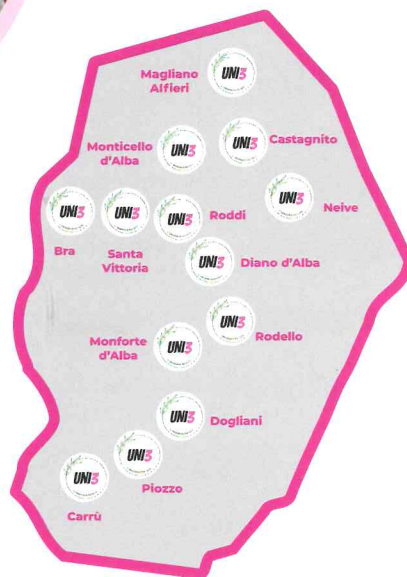 Magliano
Alfieri
UNI3
Monticello
d'Alba
UNI3
UNI3
Castagnito
UNI3
Neive
UNI3
Bra
UNI3
Santa
Vittoria
UNI3
Roddi
UNI3
Diano d'Alba
UNI3
Rodello
Monforte
d'Alba
UNI3
UNI3
Dogliani
UNI3
Piozzo
UNI3
Carrù